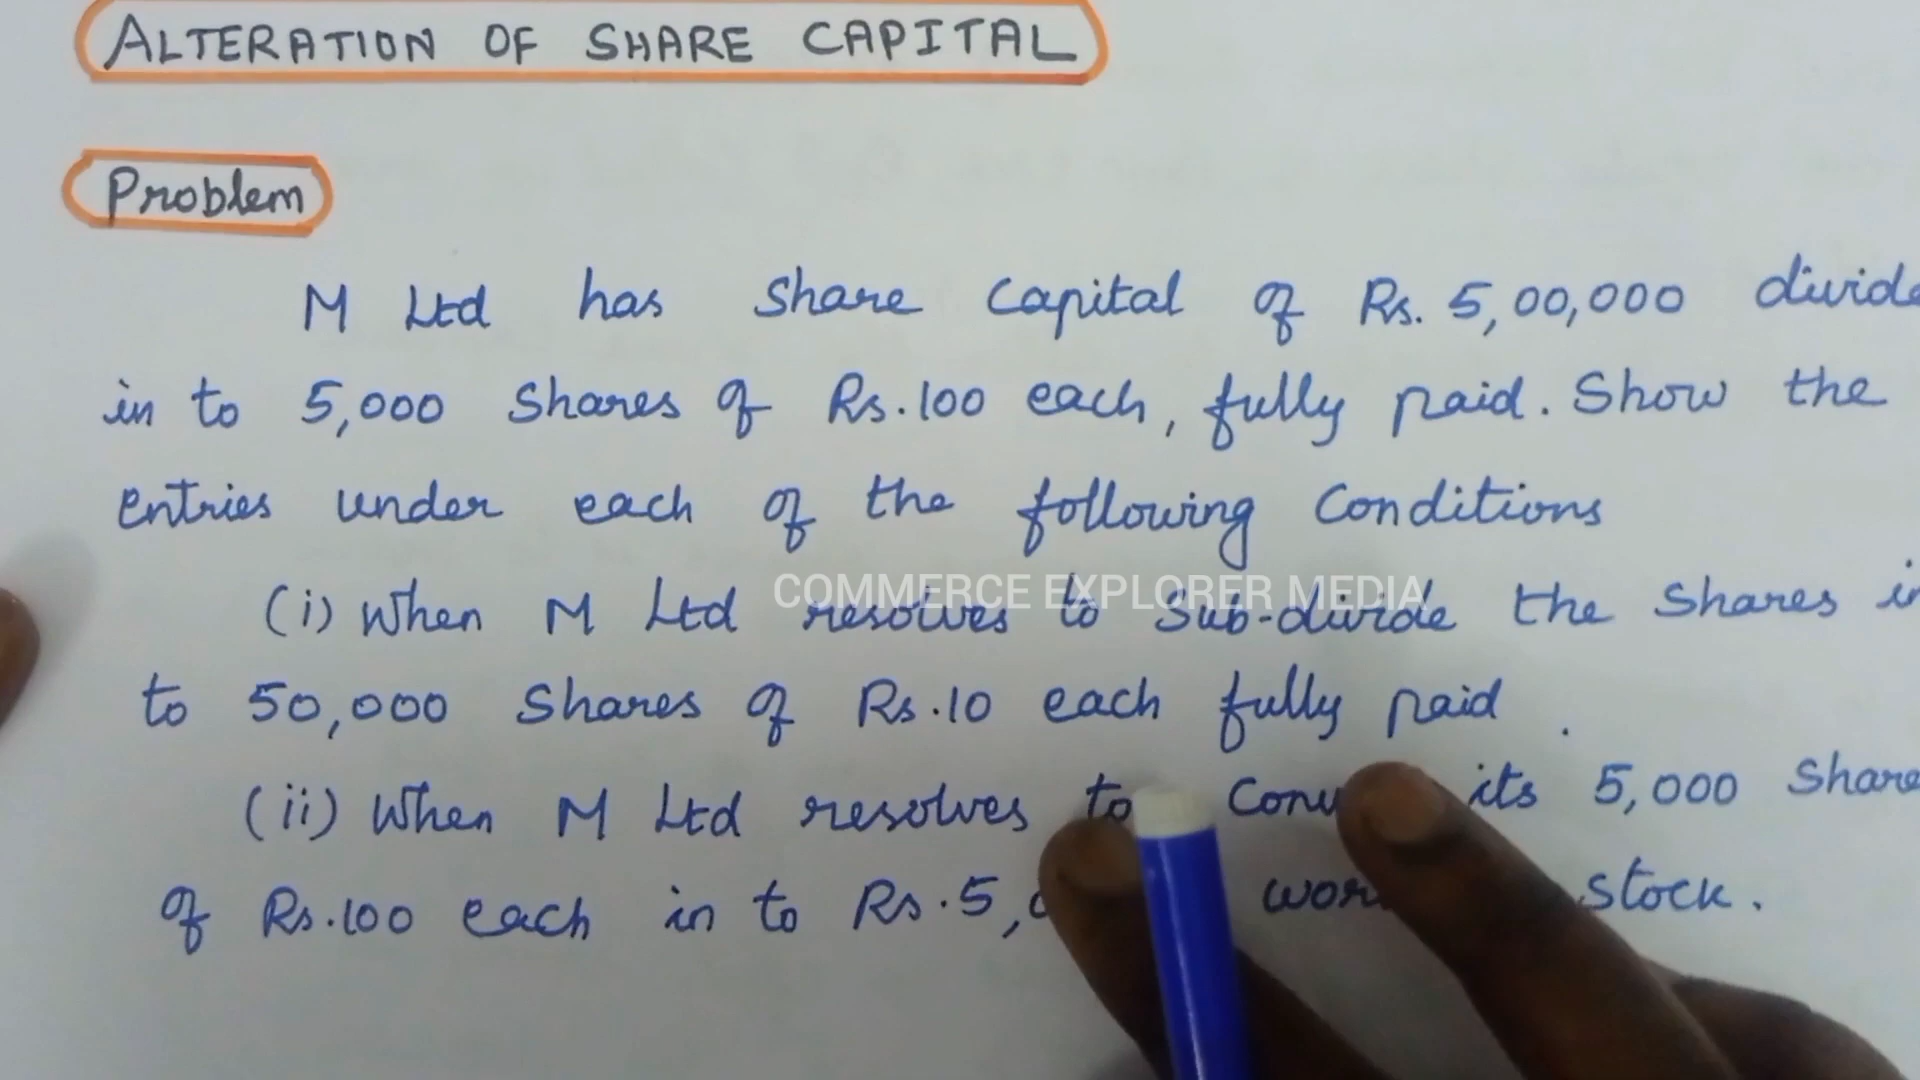 ALTERATION OF SHARE CAPITAL
Problem
M Ltd has Share Capital of Rs. 5,00,000
in to 5,000 Shares of Rs.100 each, fully paid. Show the
entries under each of the following Conditions
(i) When M Ltd resolves to Sub-divide the Shares in
COMMERCE EXPLORER MEDIA
to 50,000 Shares of Rs.10 each fully paid.
(ii) When M Ltd resolves to its 5,000 Share
of Rs.100 each in to Rs.5, Stock.